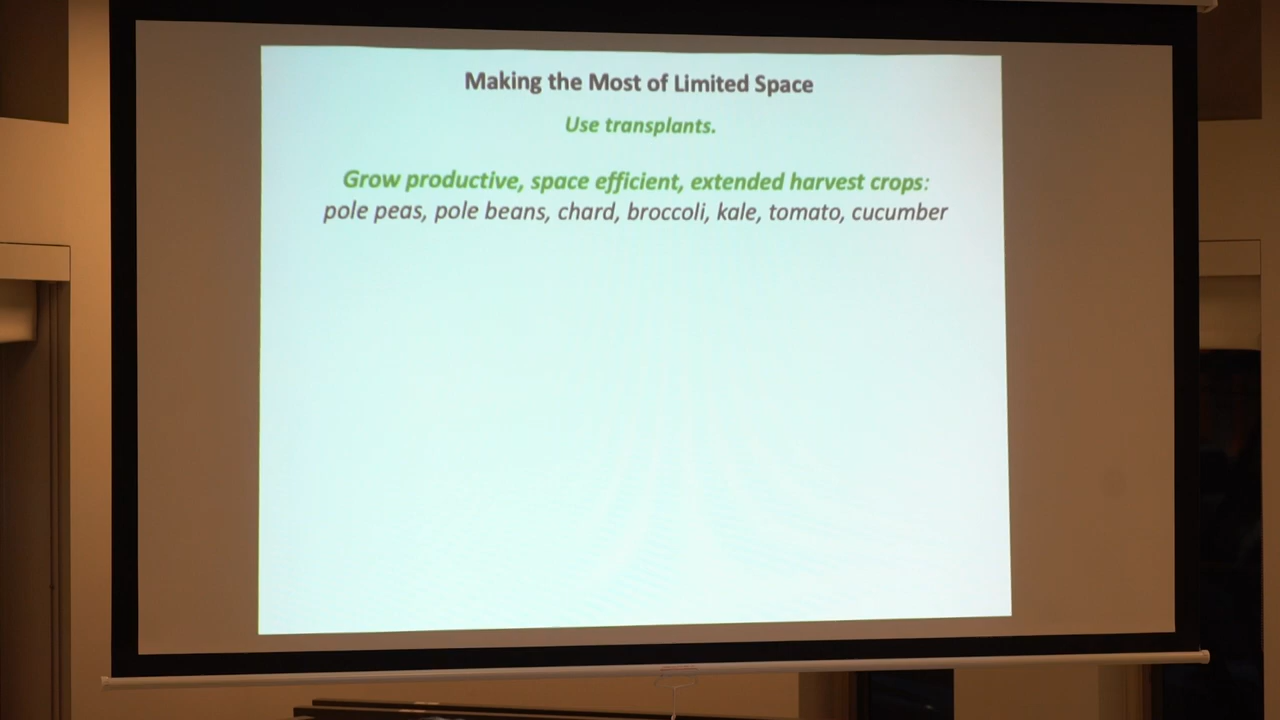 Making the Most of Limited Space
Use transplants.
Grow productive, space efficient, extended harvest crops:
pole peas, pole beans, chard, broccoli, kale, tomato, cucumber